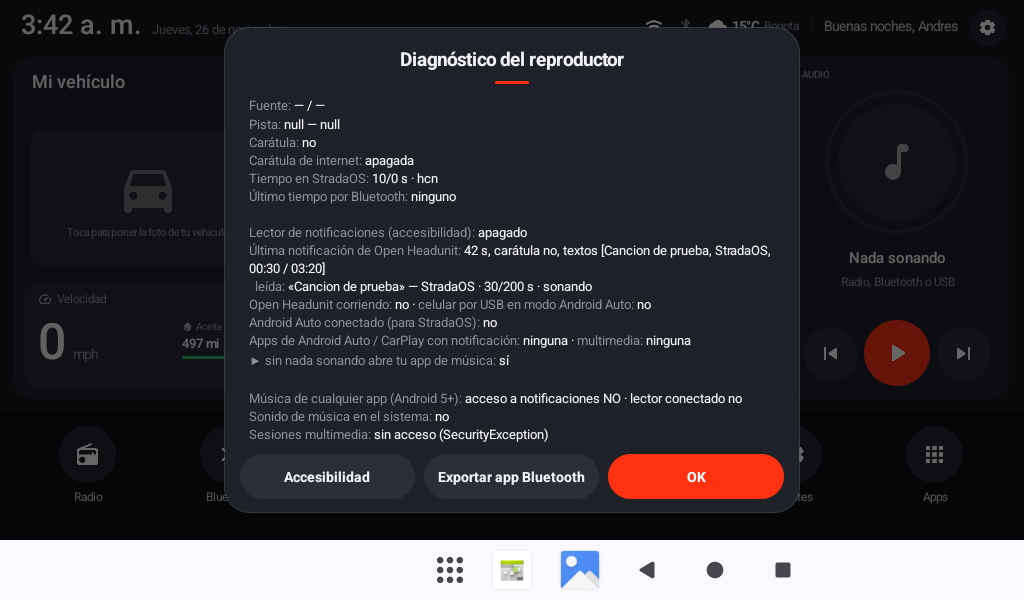 3:42 a. m.
Jueves, 26 de
15°C Bogota
Buenas noches, Andres
Mi vehículo
Toca para poner la foto de tu
Velocidad
0 mph
Aceite
497 mi
Diagnóstico del reproductor
Fuente: — / —
Pista: null — null
Carátula: no
Carátula de internet: apagada
Tiempo en StradaOS: 10/0 s · hcn
Último tiempo por Bluetooth: ninguno
Lector de notificaciones (accesibilidad): apagado
Última notificación de Open Headunit: 42 s, carátula no, textos [Cancion de prueba, StradaOS,
00:30 / 03:20]
leída: «Cancion de prueba» — StradaOS · 30/200 s · sonando
Open Headunit corriendo: no · celular por USB en modo Android Auto: no
Android Auto conectado (para StradaOS): no
Apps de Android Auto / CarPlay con notificación: ninguna · multimedia: ninguna
► sin nada sonando abre tu app de música: sí
Música de cualquier app (Android 5+): acceso a notificaciones NO · lector conectado no
Sonido de música en el sistema: no
Sesiones multimedia: sin acceso (SecurityException)
Accesibilidad
Exportar app Bluetooth
OK
AUDIO
Nada sonando
Radio, Bluetooth o USB
Radio
Apps